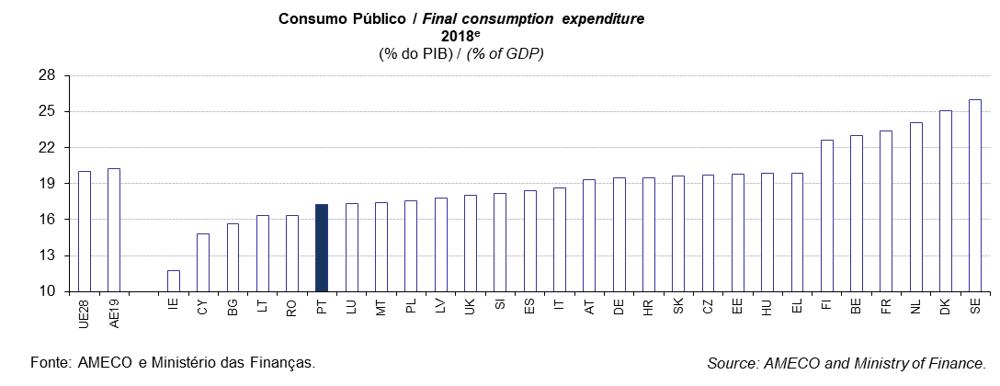 Consumo Público / Final consumption expenditure
2018ᵉ
(% do PIB) / (% of GDP)
28
25
22
19
16
13
10
UE28 AE19 IE CY BG LT RO PT LU MT PL LV UK SI ES IT AT DE HR SK CZ EE HU EL FI BE FR NL DK SE
Fonte: AMECO e Ministério das Finanças. Source: AMECO and Ministry of Finance.